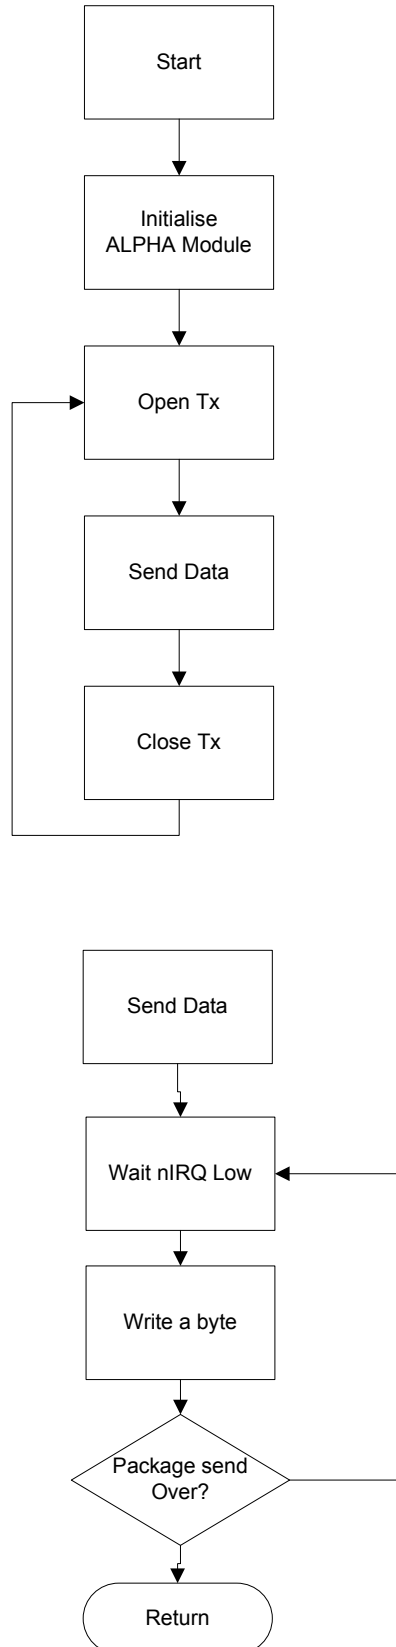 Start
Initialise
ALPHA Module
Open Tx
Send Data
Close Tx
Send Data
Wait nIRQ Low
Write a byte
Package send
Over?
Return